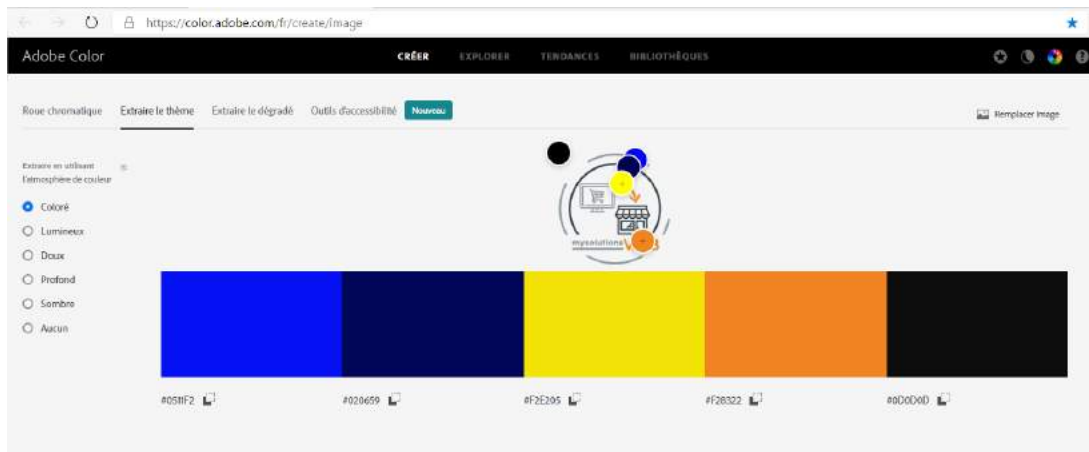 https://color.adobe.com/fr/create/image
Adobe Color
CRÉER EXPLORER TENDANCES BIBLIOTHÈQUES
Roue chromatique Extraire le thème Extraire le dégradé Outils d'accessibilité Nouveau
Remplacer image
Extraire en utilisant
l'atmosphère de couleur
Coloré
Lumineux
Doux
Profond
Sombre
Aucun
mysolutions
#0511F2 #020659 #F2E205 #F28322 #0D0D0D